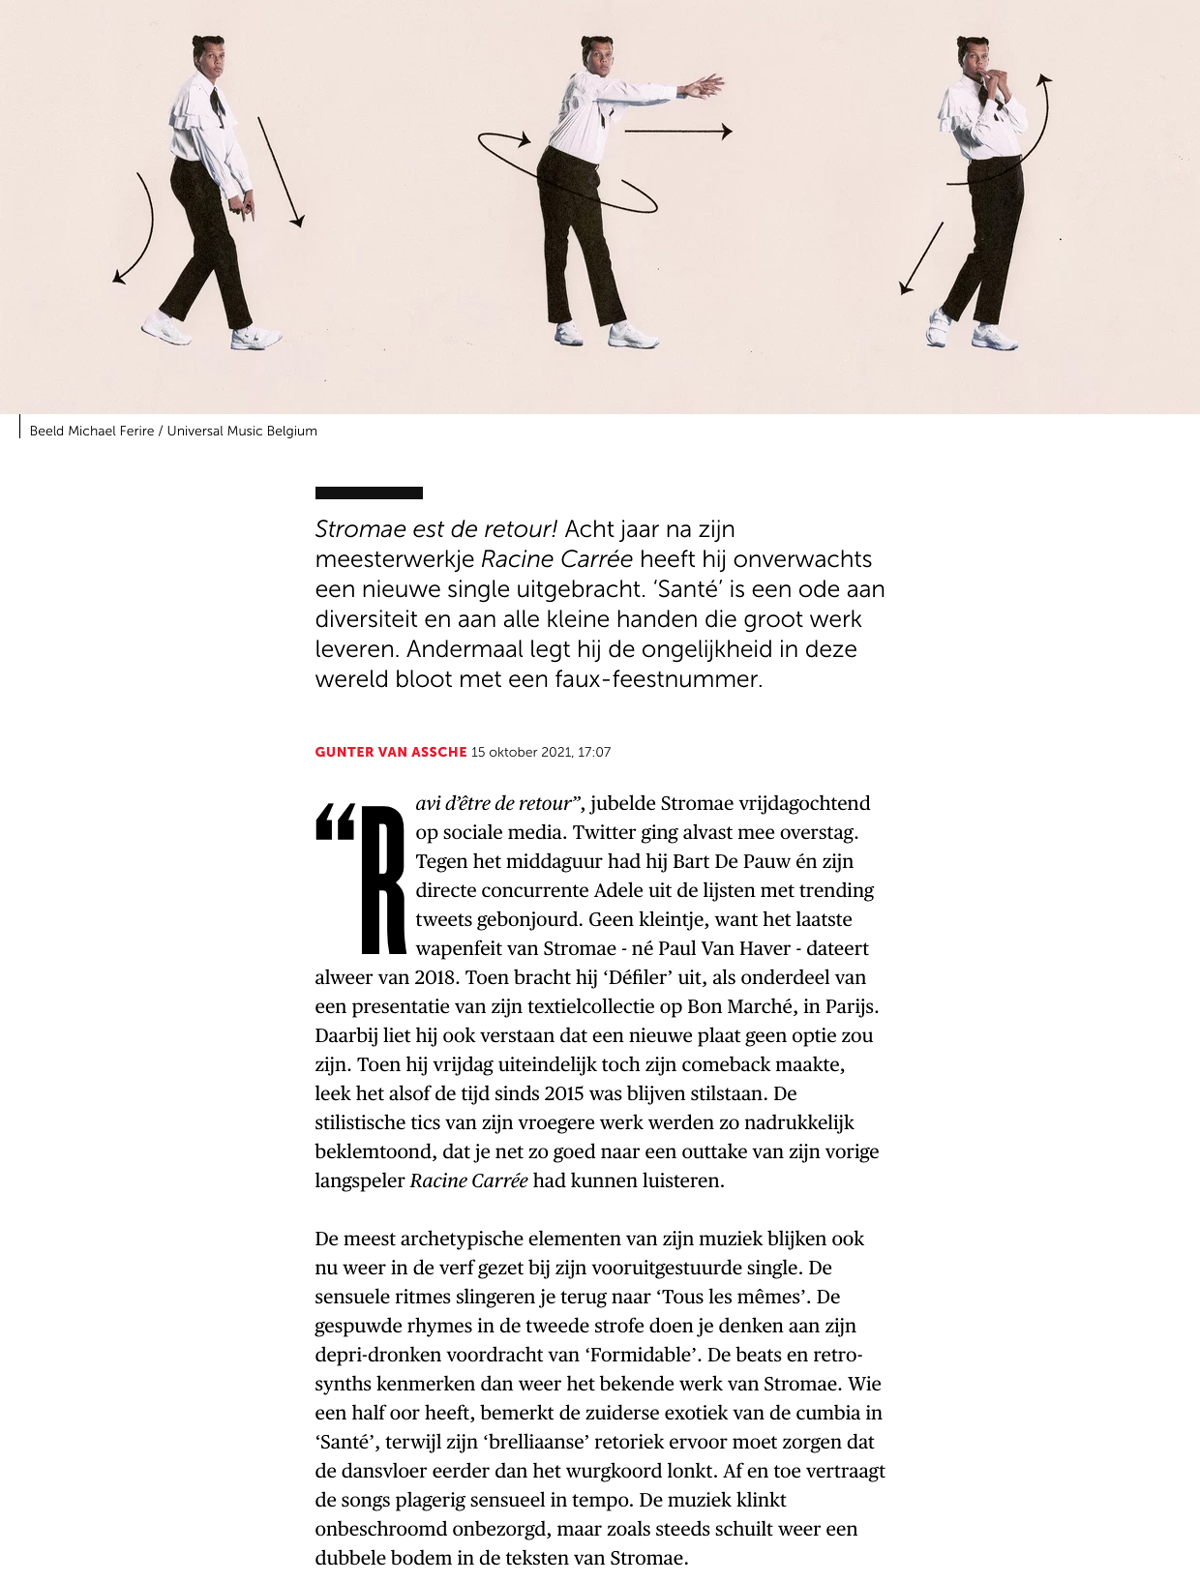 Beeld Michael Ferire / Universal Music Belgium
Stromae est de retour! Acht jaar na zijn
meesterwerkje Racine Carrée heeft hij onverwachts
een nieuwe single uitgebracht. ‘Santé’ is een ode aan
diversiteit en aan alle kleine handen die groot werk
leveren. Andermaal legt hij de ongelijkheid in deze
wereld bloot met een faux-feestnummer.
GUNTER VAN ASSCHE 15 oktober 2021, 17:07
“Ravi d’être de retour”, jubelde Stromae vrijdagochtend
op sociale media. Twitter ging alvast mee overstag.
Tegen het middaguur had hij Bart De Pauw én zijn
directe concurrente Adele uit de lijsten met trending
tweets gebonjourd. Geen kleintje, want het laatste
wapenfeit van Stromae - né Paul Van Haver - dateert
alweer van 2018. Toen bracht hij ‘Défiler’ uit, als onderdeel van
een presentatie van zijn textielcollectie op Bon Marché, in Parijs.
Daarbij liet hij ook verstaan dat een nieuwe plaat geen optie zou
zijn. Toen hij vrijdag uiteindelijk toch zijn comeback maakte,
leek het alsof de tijd sinds 2015 was blijven stilstaan. De
stilistische tics van zijn vroegere werk werden zo nadrukkelijk
beklemtoond, dat je net zo goed naar een outtake van zijn vorige
langspeler Racine Carrée had kunnen luisteren.
De meest archetypische elementen van zijn muziek blijken ook
nu weer in de verf gezet bij zijn vooruitgestuurde single. De
sensuele ritmes slingeren je terug naar ‘Tous les mêmes’. De
gespuwde rhymes in de tweede strofe doen je denken aan zijn
depri-dronken voordracht van ‘Formidable’. De beats en retro-
synths kenmerken dan weer het bekende werk van Stromae. Wie
een half oor heeft, bemerkt de zuiderse exotiek van de cumbia in
‘Santé’, terwijl zijn ‘brelliaanse’ retoriek ervoor moet zorgen dat
de dansvloer eerder dan het wurgkoord lonkt. Af en toe vertraagt
de songs plagerig sensueel in tempo. De muziek klinkt
onbeschroomd onbezorgd, maar zoals steeds schuilt weer een
dubbele bodem in de teksten van Stromae.